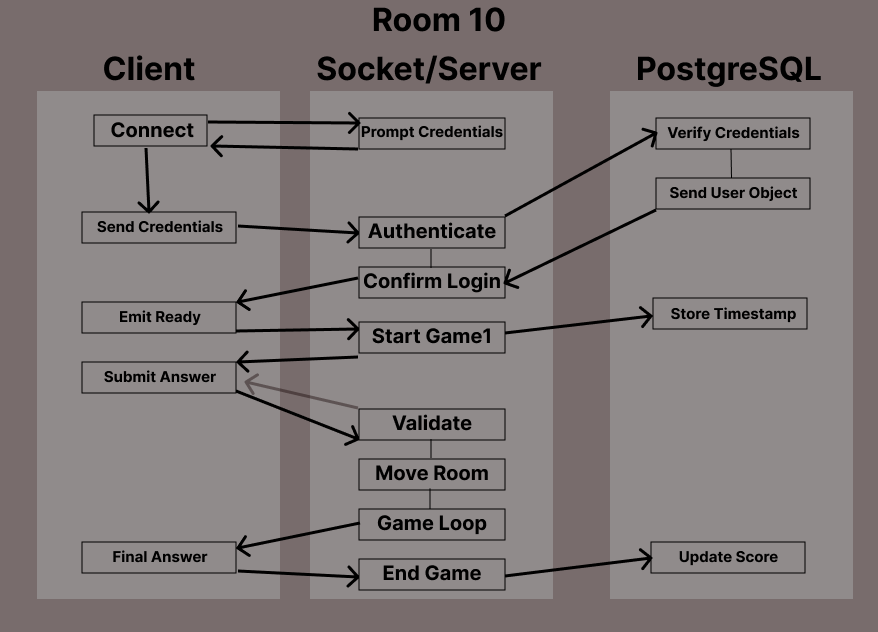 Room 10
Client
Socket/Server
PostgreSQL
Connect
Prompt Credentials
Verify Credentials
Send User Object
Send Credentials
Authenticate
Confirm Login
Emit Ready
Start Game1
Store Timestamp
Submit Answer
Validate
Move Room
Game Loop
Final Answer
End Game
Update Score